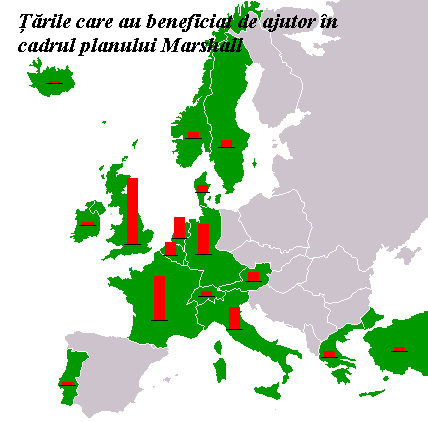 Țările care au beneficiat de ajutor în
cadrul planului Marshall